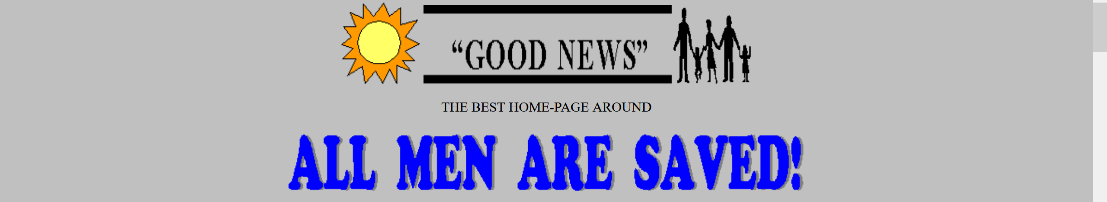 “GOOD NEWS”
THE BEST HOME-PAGE AROUND
ALL MEN ARE SAVED!